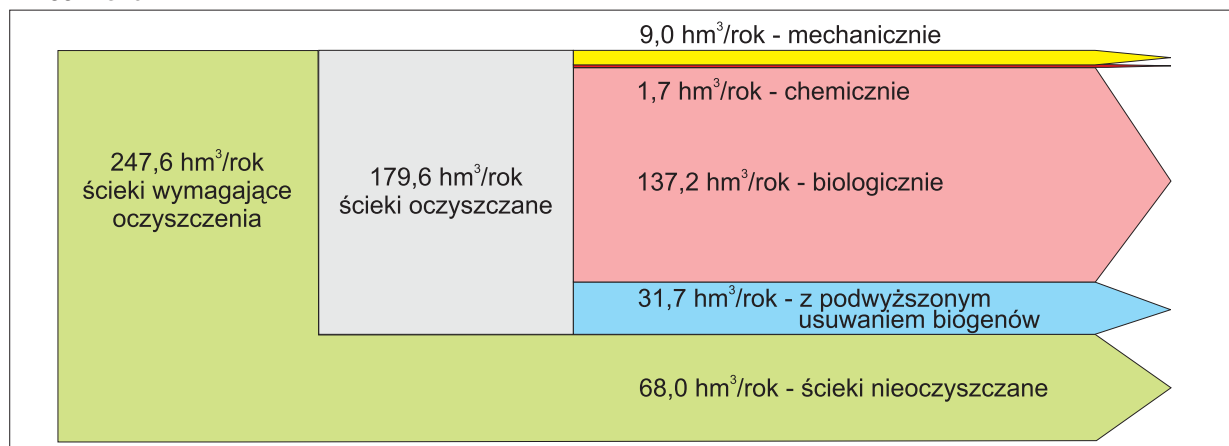 9,0 hm³/rok - mechanicznie
1,7 hm³/rok - chemicznie
247,6 hm³/rok
ścieki wymagające
oczyszczenia
179,6 hm³/rok
ścieki oczyszczane
137,2 hm³/rok - biologicznie
31,7 hm³/rok - z podwyższonym
usuwaniem biogenów
68,0 hm³/rok - ścieki nieoczyszczane